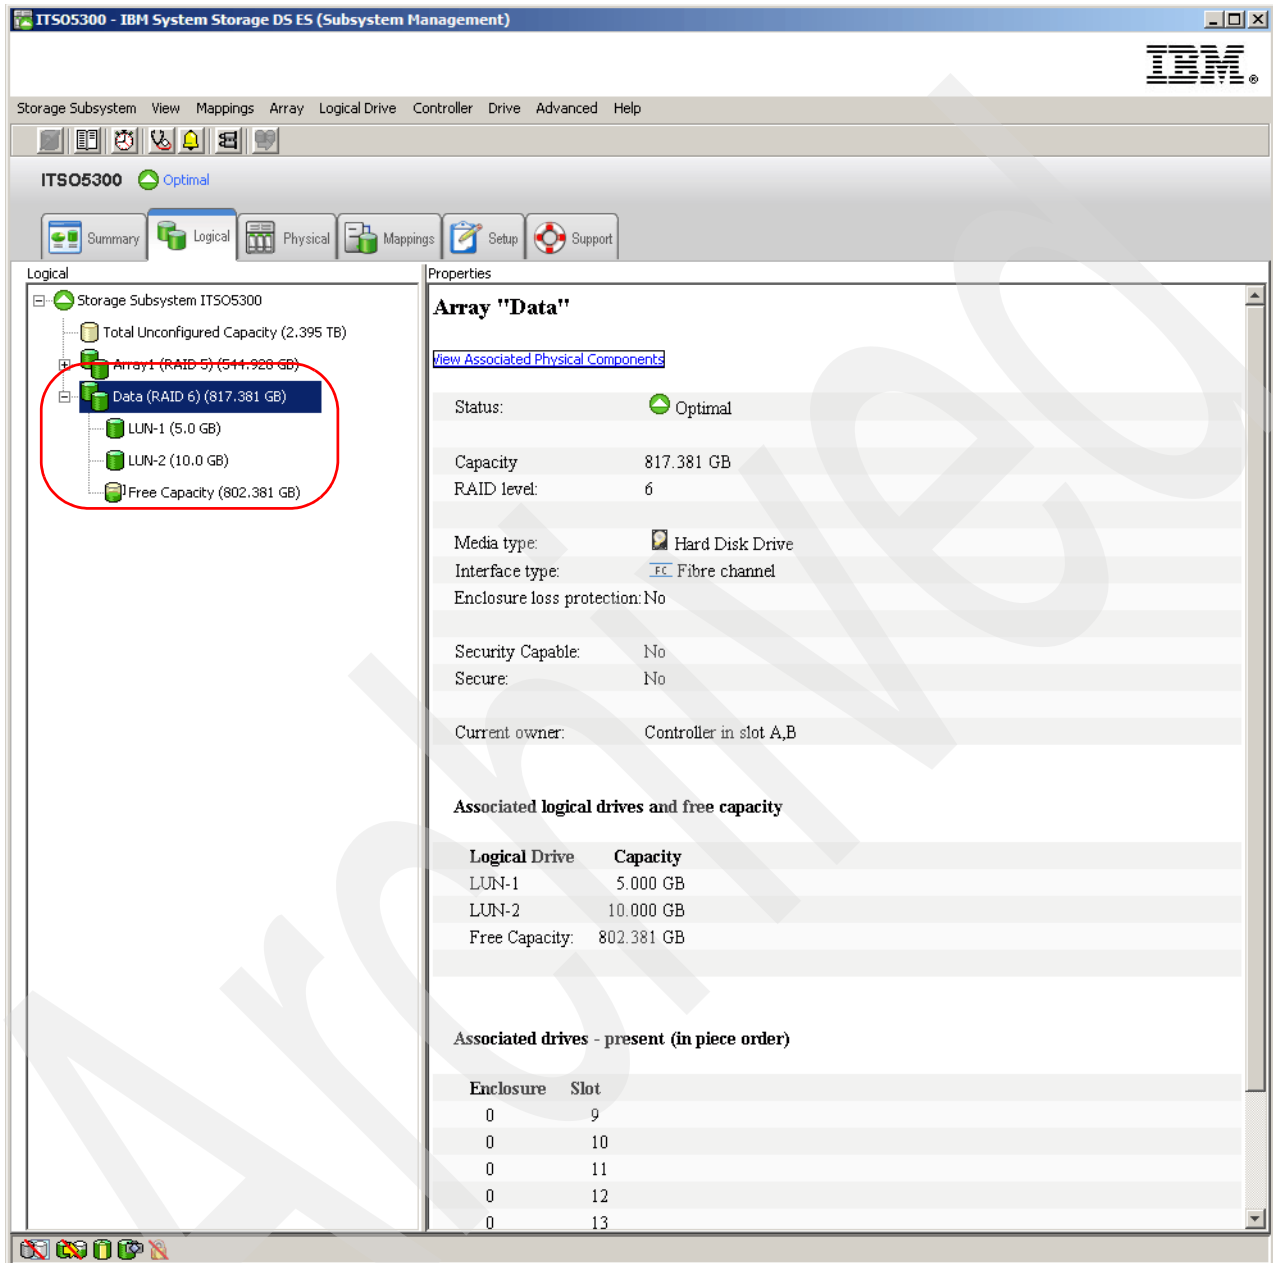 ITSO5300 - IBM System Storage DS ES (Subsystem Management)
IBM®
Storage Subsystem View Mappings Array Logical Drive Controller Drive Advanced Help
ITSO5300 Optimal
Summary Logical Physical Mappings Setup Support
Logical
Storage Subsystem ITSO5300
Total Unconfigured Capacity (2.395 TB)
Array1 (RAID 5) (544.928 GB)
Data (RAID 6) (817.381 GB)
LUN-1 (5.0 GB)
LUN-2 (10.0 GB)
Free Capacity (802.381 GB)
Properties
Array "Data"
View Associated Physical Components
Status: Optimal
Capacity 817.381 GB
RAID level: 6
Media type: Hard Disk Drive
Interface type: FC Fibre channel
Enclosure loss protection: No
Security Capable: No
Secure: No
Current owner: Controller in slot A,B
Associated logical drives and free capacity
Logical Drive Capacity
LUN-1 5.000 GB
LUN-2 10.000 GB
Free Capacity: 802.381 GB
Associated drives - present (in piece order)
Enclosure Slot
0 9
0 10
0 11
0 12
0 13
Archived